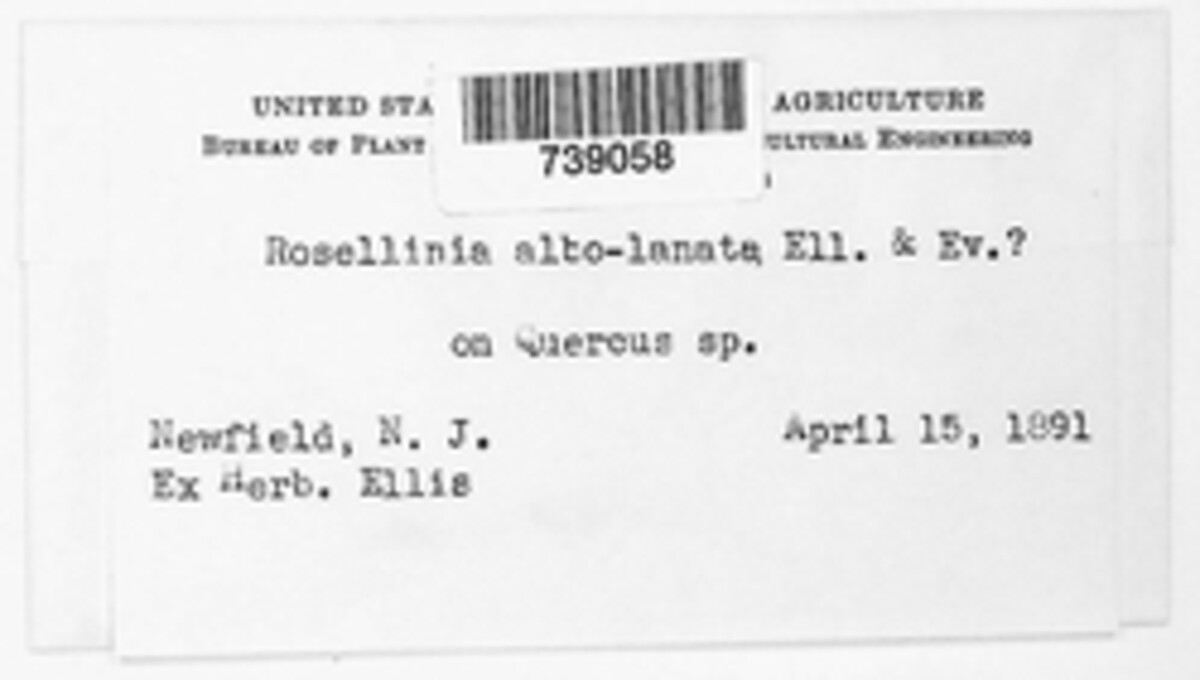 UNITED STA AGRICULTURE
BUREAU OF PLANT ULTURAL ENGINEERING
739058
Rosellinia albo-lanata Ell. & Ev.?
on Quercus sp.
Newfield, N. J. April 15, 1891
Ex Herb. Ellis